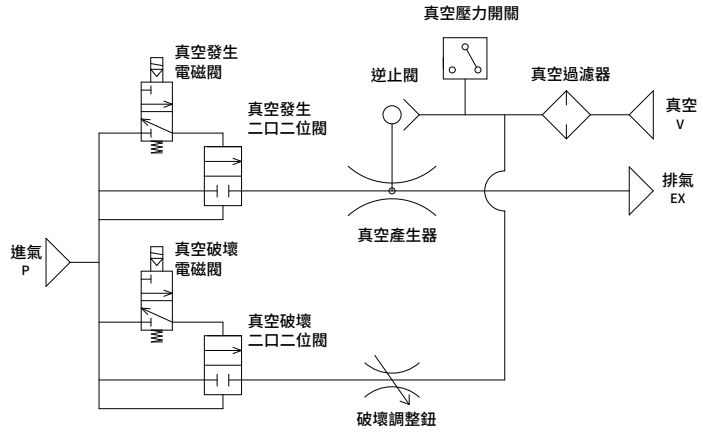 真空壓力開關
真空發生
電磁閥
逆止閥
真空過濾器
真空發生
二口二位閥
真空
V
排氣
EX
真空產生器
進氣
P
真空破壞
電磁閥
真空破壞
二口二位閥
破壞調整鈕